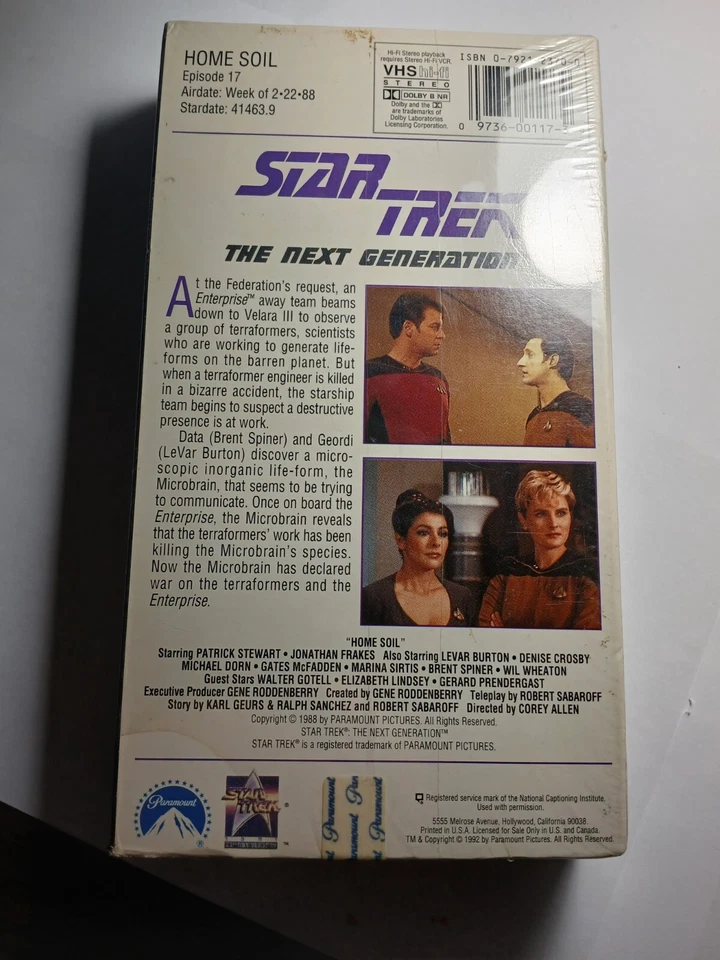 HOME SOIL
Episode 17
Airdate: Week of 2•22•88
Stardate: 41463.9
Hi-Fi Stereo playback
requires Stereo Hi-Fi VCR.
VHS hi-fi
STEREO
DOLBY B NR
Dolby and the
are trademarks of
Dolby Laboratories
Licensing Corporation.
ISBN 0-7921
0 9736-00117-
STAR TREK
THE NEXT GENERATION
At the Federation's request, an
Enterprise™ away team beams
down to Velara III to observe
a group of terraformers, scientists
who are working to generate life-
forms on the barren planet. But
when a terraformer engineer is killed
in a bizarre accident, the starship
team begins to suspect a destructive
presence is at work.
Data (Brent Spiner) and Geordi
(LeVar Burton) discover a micro-
scopic inorganic life-form, the
Microbrain, that seems to be trying
to communicate. Once on board the
Enterprise, the Microbrain reveals
that the terraformers' work has been
killing the Microbrain's species.
Now the Microbrain has declared
war on the terraformers and the
Enterprise.
"HOME SOIL"
Starring PATRICK STEWART • JONATHAN FRAKES Also Starring LEVAR BURTON • DENISE CROSBY
MICHAEL DORN • GATES McFADDEN • MARINA SIRTIS • BRENT SPINER • WIL WHEATON
Guest Stars WALTER GOTELL • ELIZABETH LINDSEY • GERARD PRENDERGAST
Executive Producer GENE RODDENBERRY Created by GENE RODDENBERRY Teleplay by ROBERT SABAROFF
Story by KARL GEURS & RALPH SANCHEZ and ROBERT SABAROFF Directed by COREY ALLEN
Copyright © 1988 by PARAMOUNT PICTURES. All Rights Reserved.
STAR TREK®: THE NEXT GENERATION™
STAR TREK® is a registered trademark of PARAMOUNT PICTURES.
Paramount
STAR TREK
Paramount
Registered service mark of the National Captioning Institute.
Used with permission.
5555 Melrose Avenue, Hollywood, California 90038.
Printed in U.S.A. Licensed for Sale Only in U.S. and Canada.
TM & Copyright © 1992 by Paramount Pictures. All Rights Reserved.